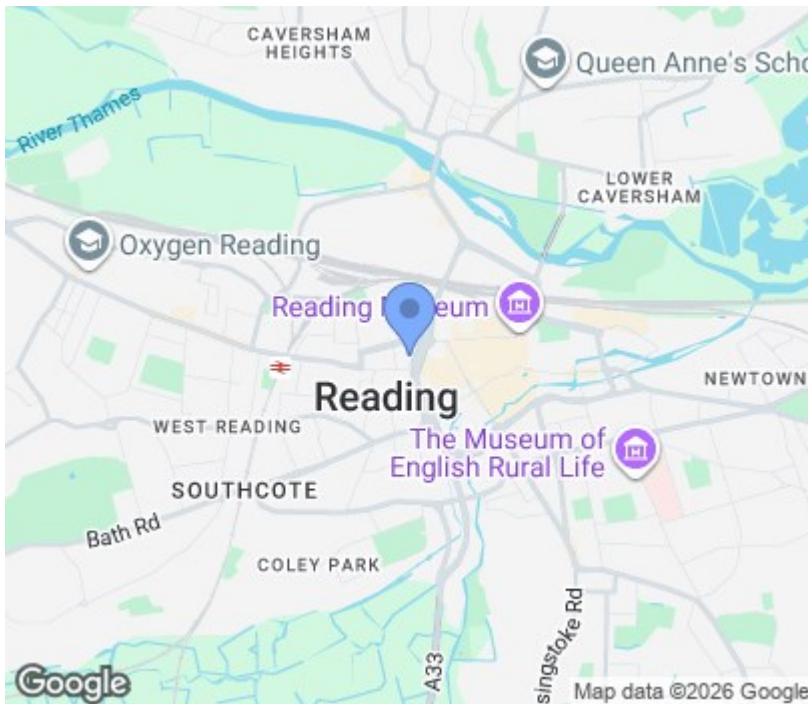 CAVERSHAM
HEIGHTS
Queen Anne's Scho
River Thames
LOWER
CAVERSHAM
Oxygen Reading
Reading M eum
Reading
NEWTOWN
WEST READING
The Museum of
English Rural Life
SOUTHCOTE
Bath Rd
COLEY PARK
A33
singstoke Rd
Google
Map data ©2026 Google